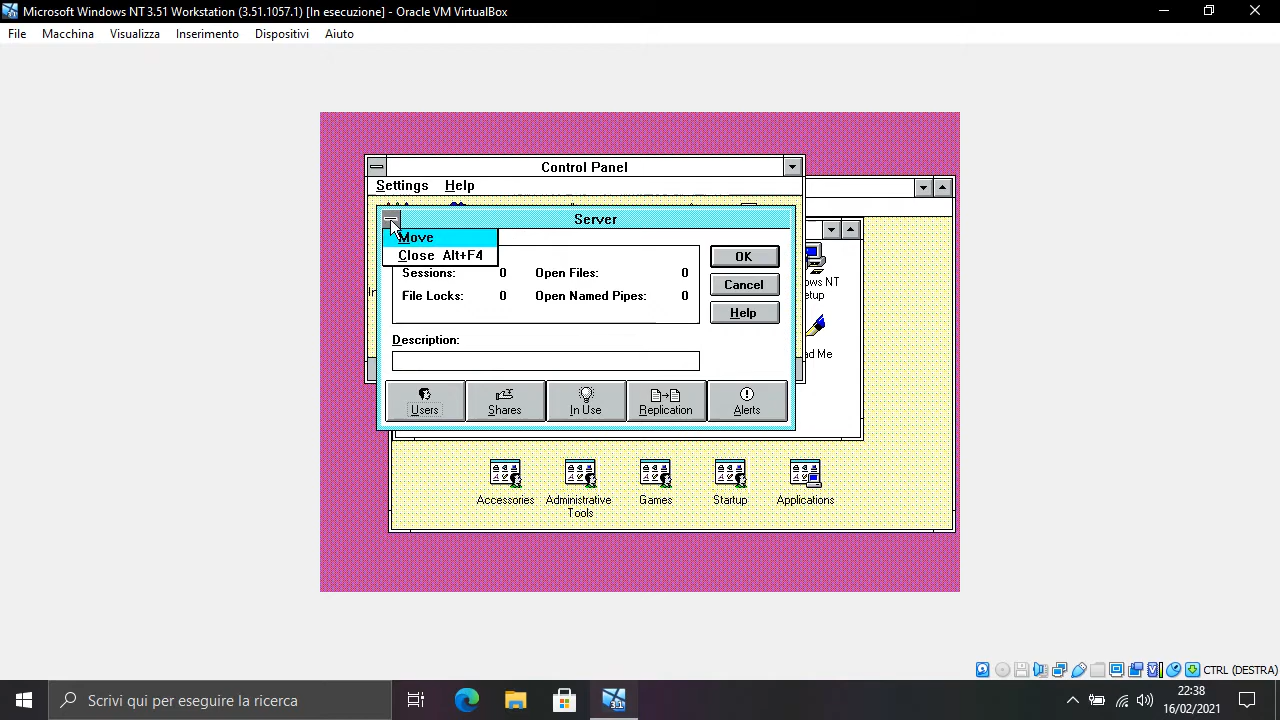 Microsoft Windows NT 3.51 Workstation (3.51.1057.1) [In esecuzione] - Oracle VM VirtualBox
File Macchina Visualizza Inserimento Dispositivi Aiuto
Control Panel
Settings Help
Server
Move
Close Alt+F4
Sessions: 0 Open Files: 0
File Locks: 0 Open Named Pipes: 0
OK
Cancel
Help
Description:
Users Shares In Use Replication Alerts
ows NT
etup
ad Me
Accessories Administrative Tools Games Startup Applications
CTRL (DESTRA)
Scrivi qui per eseguire la ricerca
3.1
22:38
16/02/2021